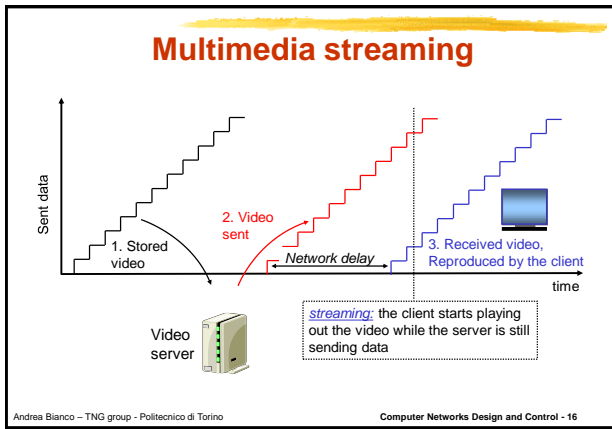 Multimedia streaming
Sent data
1. Stored
video
2. Video
sent
Network delay
3. Received video,
Reproduced by the client
time
Video
server
streaming: the client starts playing
out the video while the server is still
sending data
Andrea Bianco – TNG group - Politecnico di Torino
Computer Networks Design and Control - 16